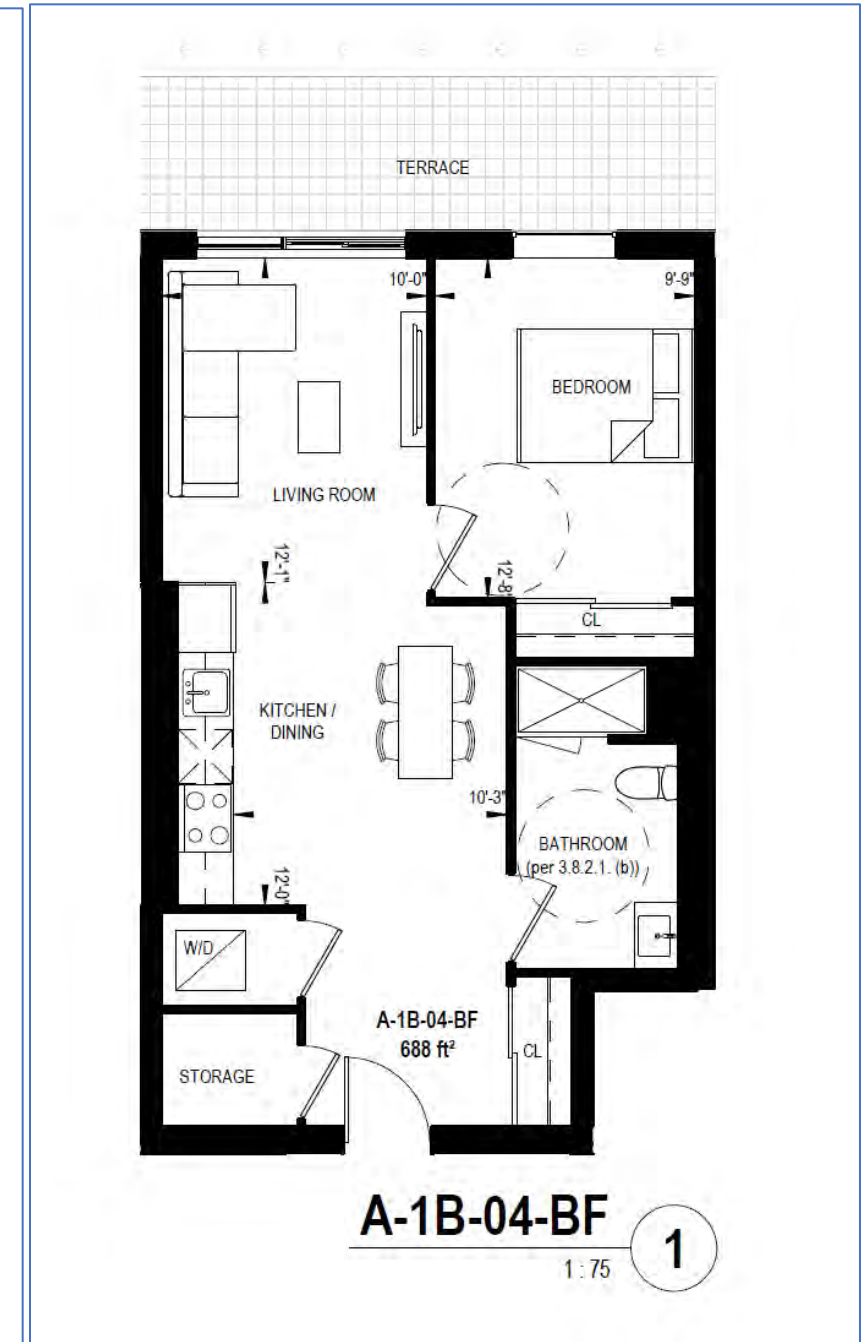 TERRACE
10'-0"
9'-9"
BEDROOM
LIVING ROOM
12'-1"
12'-8"
CL
KITCHEN /
DINING
10'-3"
BATHROOM
(per 3.8.2.1. (b))
12'-0"
W/D
A-1B-04-BF
688 ft²
CL
STORAGE
A-1B-04-BF
1
1 : 75